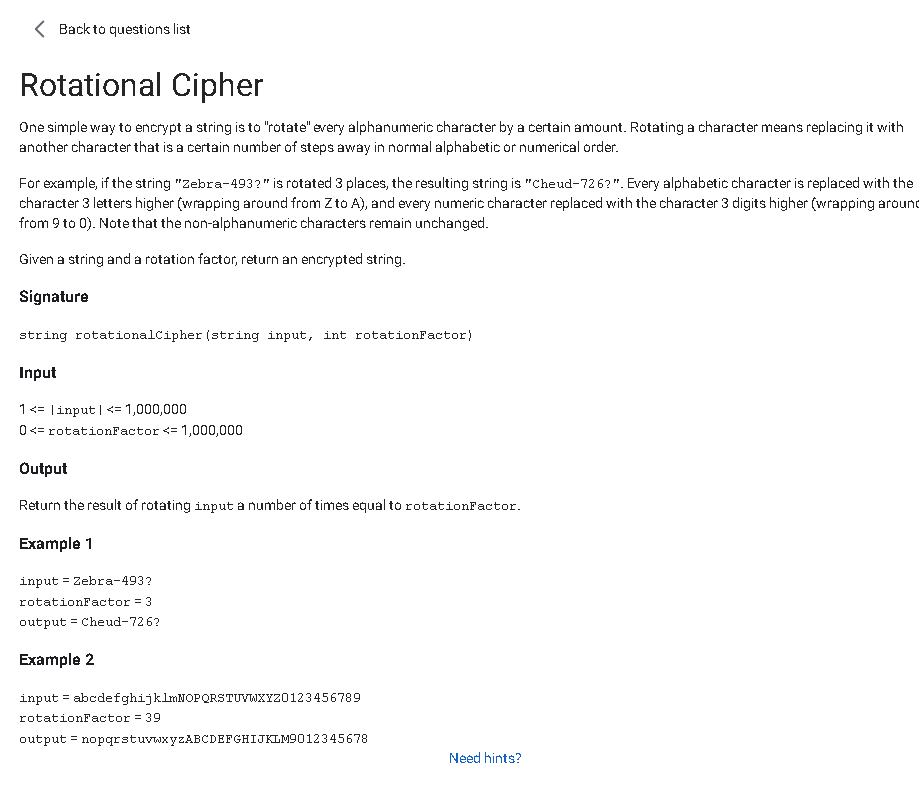 Back to questions list
Rotational Cipher
One simple way to encrypt a string is to "rotate" every alphanumeric character by a certain amount. Rotating a character means replacing it with
another character that is a certain number of steps away in normal alphabetic or numerical order.
For example, if the string "Zebra-493?" is rotated 3 places, the resulting string is "Cheud-726?". Every alphabetic character is replaced with the
character 3 letters higher (wrapping around from Z to A), and every numeric character replaced with the character 3 digits higher (wrapping around
from 9 to 0). Note that the non-alphanumeric characters remain unchanged.
Given a string and a rotation factor, return an encrypted string.
Signature
string rotationalCipher(string input, int rotationFactor)
Input
1 <= |input| <= 1,000,000
0 <= rotationFactor <= 1,000,000
Output
Return the result of rotating input a number of times equal to rotationFactor.
Example 1
input = Zebra-493?
rotationFactor = 3
output = Cheud-726?
Example 2
input = abcdefghijklmNOPQRSTUVWXYZ0123456789
rotationFactor = 39
output = nopqrstuvwxyzABCDEFGHIJKLM9012345678
Need hints?